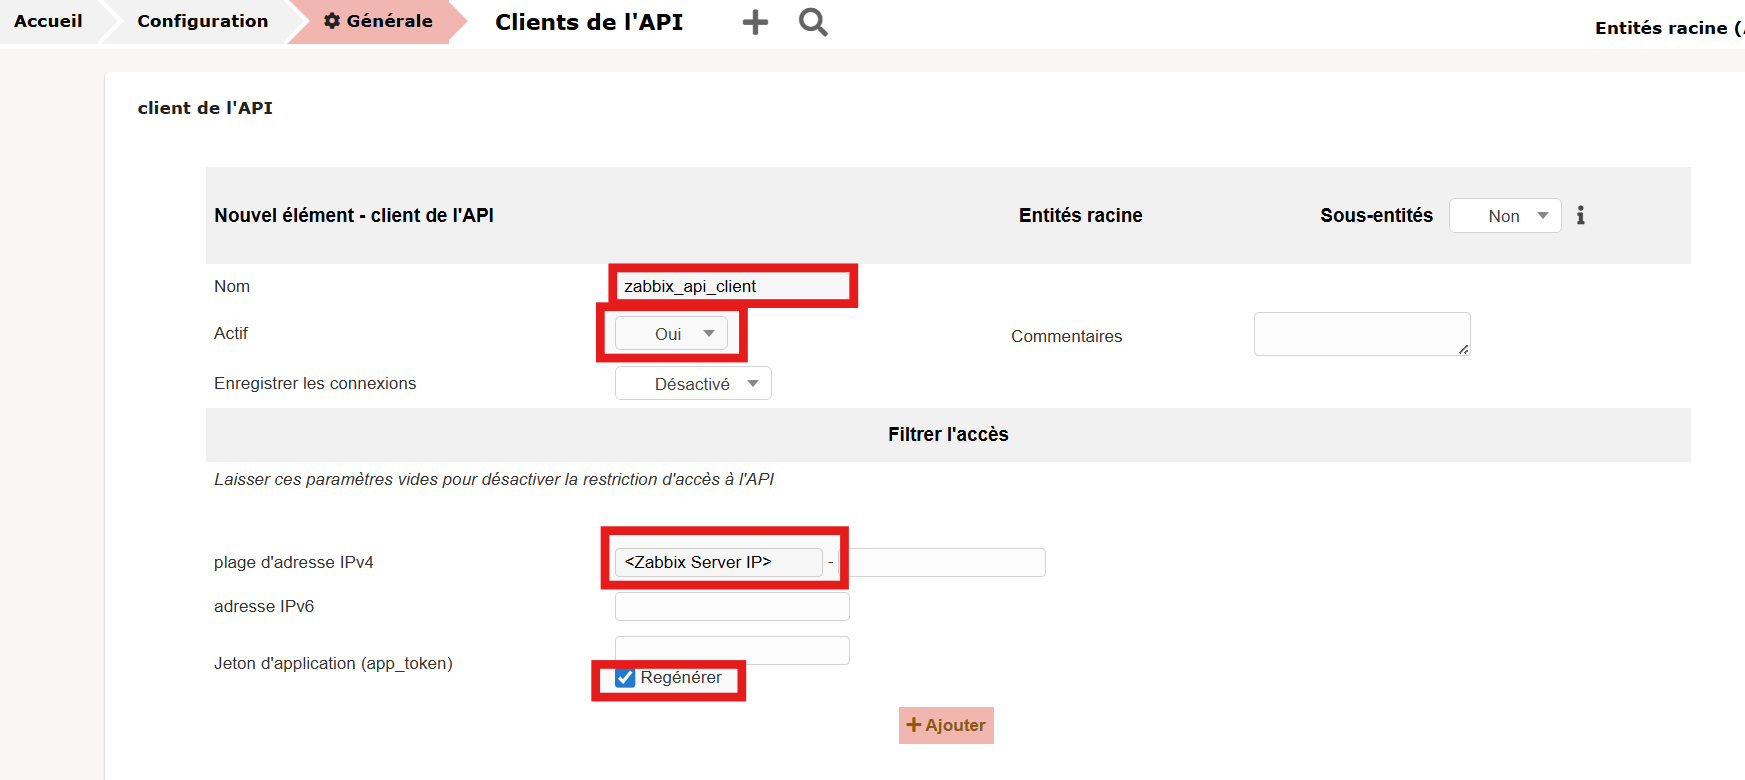 Accueil Configuration Générale Clients de l'API
Entités racine (
client de l'API
Nouvel élément - client de l'API Entités racine Sous-entités Non
Nom zabbix_api_client
Actif Oui Commentaires
Enregistrer les connexions Désactivé
Filtrer l'accès
Laisser ces paramètres vides pour désactiver la restriction d'accès à l'API
plage d'adresse IPv4 <Zabbix Server IP> -
adresse IPv6
Jeton d'application (app_token)
Regénérer
Ajouter